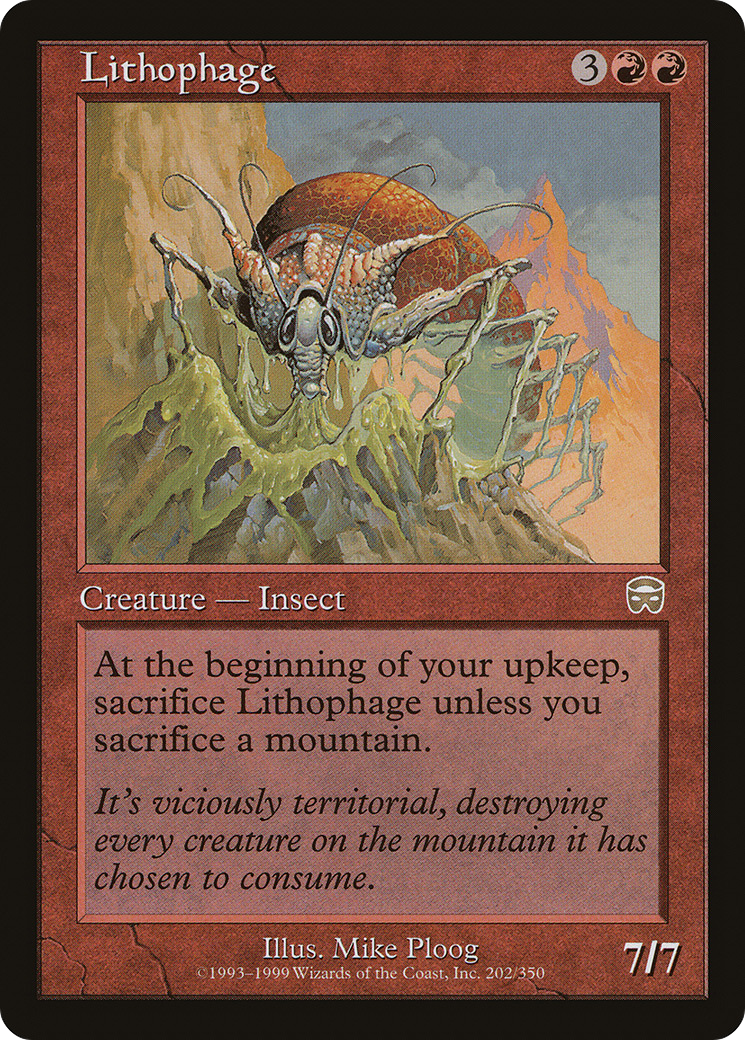 Lithophage 3
Creature — Insect
At the beginning of your upkeep,
sacrifice Lithophage unless you
sacrifice a mountain.
It's viciously territorial, destroying
every creature on the mountain it has
chosen to consume.
Illus. Mike Ploog
©1993–1999 Wizards of the Coast, Inc. 202/350
7/7